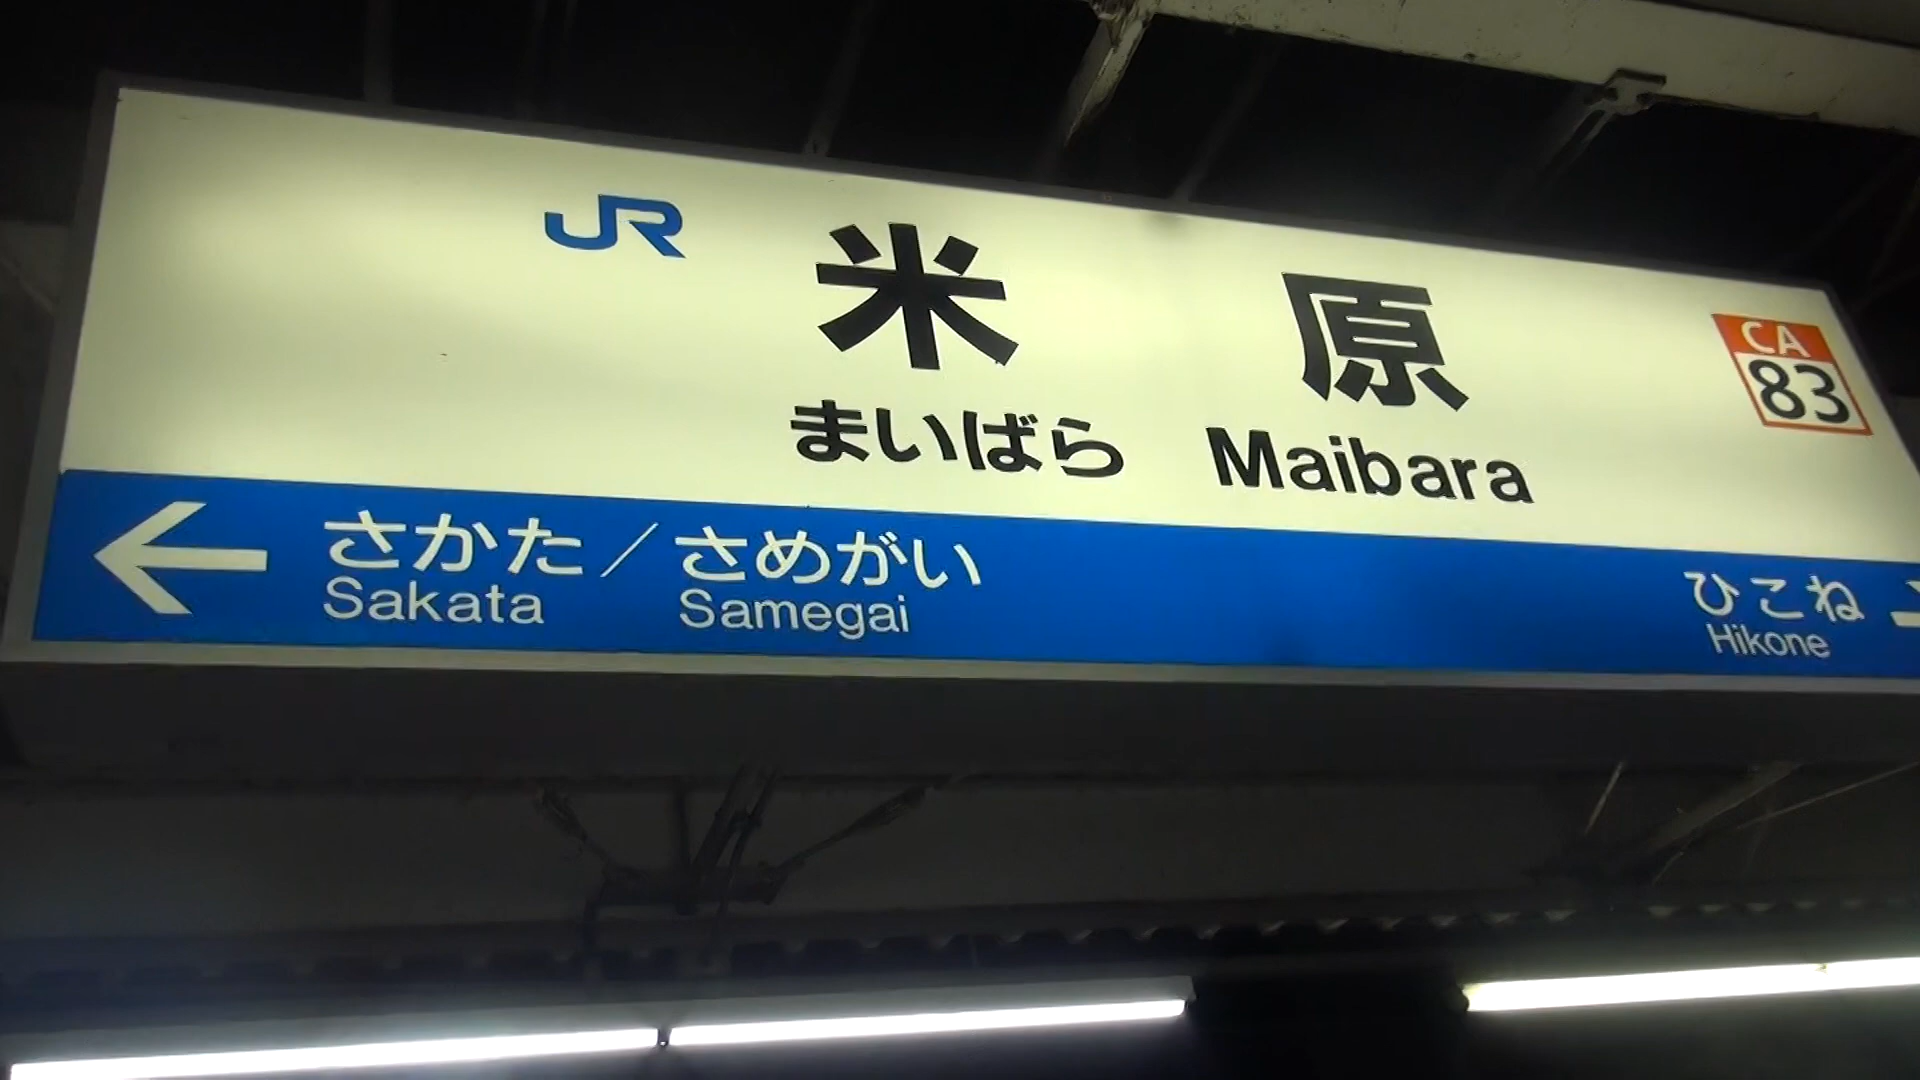 JR
米原
CA
83
まいばら Maibara
← さかた／さめがい
Sakata Samegai
ひこね →
Hikone